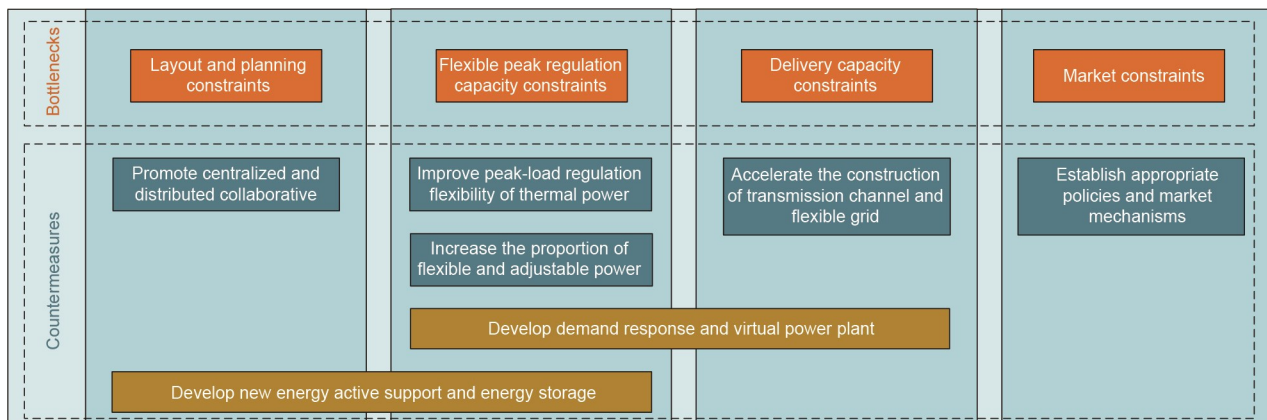 Bottlenecks
Layout and planning
constraints
Flexible peak regulation
capacity constraints
Delivery capacity
constraints
Market constraints
Countermeasures
Promote centralized and
distributed collaborative
Improve peak-load regulation
flexibility of thermal power
Accelerate the construction
of transmission channel and
flexible grid
Establish appropriate
policies and market
mechanisms
Increase the proportion of
flexible and adjustable power
Develop demand response and virtual power plant
Develop new energy active support and energy storage